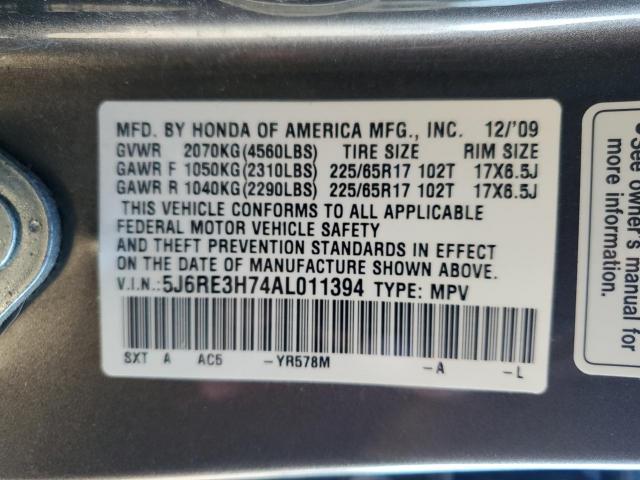 MFD. BY HONDA OF AMERICA MFG., INC. 12/'09
GVWR 2070KG(4560LBS) TIRE SIZE RIM SIZE
GAWR F 1050KG(2310LBS) 225/65R17 102T 17X6.5J
GAWR R 1040KG(2290LBS) 225/65R17 102T 17X6.5J
THIS VEHICLE CONFORMS TO ALL APPLICABLE
FEDERAL MOTOR VEHICLE SAFETY
AND THEFT PREVENTION STANDARDS IN EFFECT
ON THE DATE OF MANUFACTURE SHOWN ABOVE.
V.I.N.:5J6RE3H74AL011394 TYPE: MPV
SXT A AC5 -YR578M -A -L
•See owner's manual
for more information.